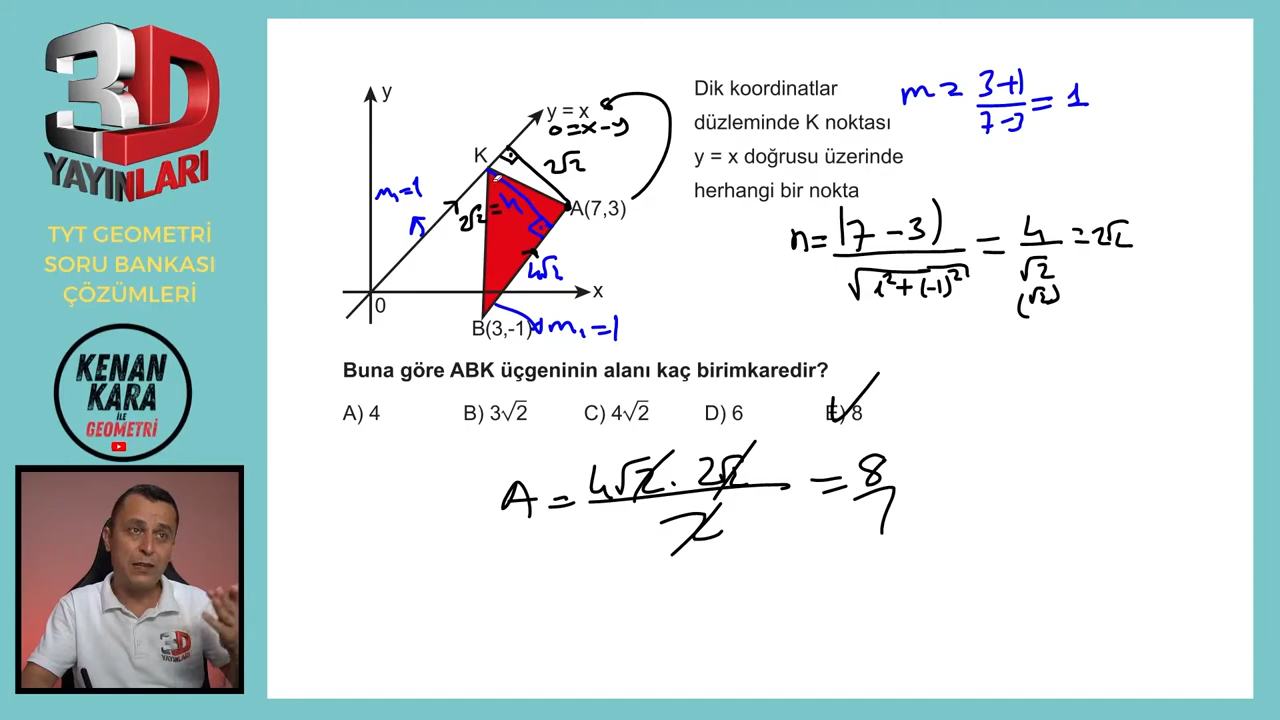 3D
YAYINLARI
TYT GEOMETRİ
SORU BANKASI
ÇÖZÜMLERİ
KENAN
KARA
İLE
GEOMETRİ
3D
YAYINLARI
y
y = x
0=x-y
K
2√2
m₁=1
2√2 = h
A(7,3)
4√2
0
x
B(3,-1)
m₁=1
Dik koordinatlar
düzleminde K noktası
y = x doğrusu üzerinde
herhangi bir nokta
m = 3+1 / 7-3 = 1
h = |7-3| / √1²+(-1)² = 4 / √2 = 2√2
(√2)
Buna göre ABK üçgeninin alanı kaç birimkaredir?
A) 4 B) 3√2 C) 4√2 D) 6 E) 8
A = 4√2 . 2√2 / 2 = 8